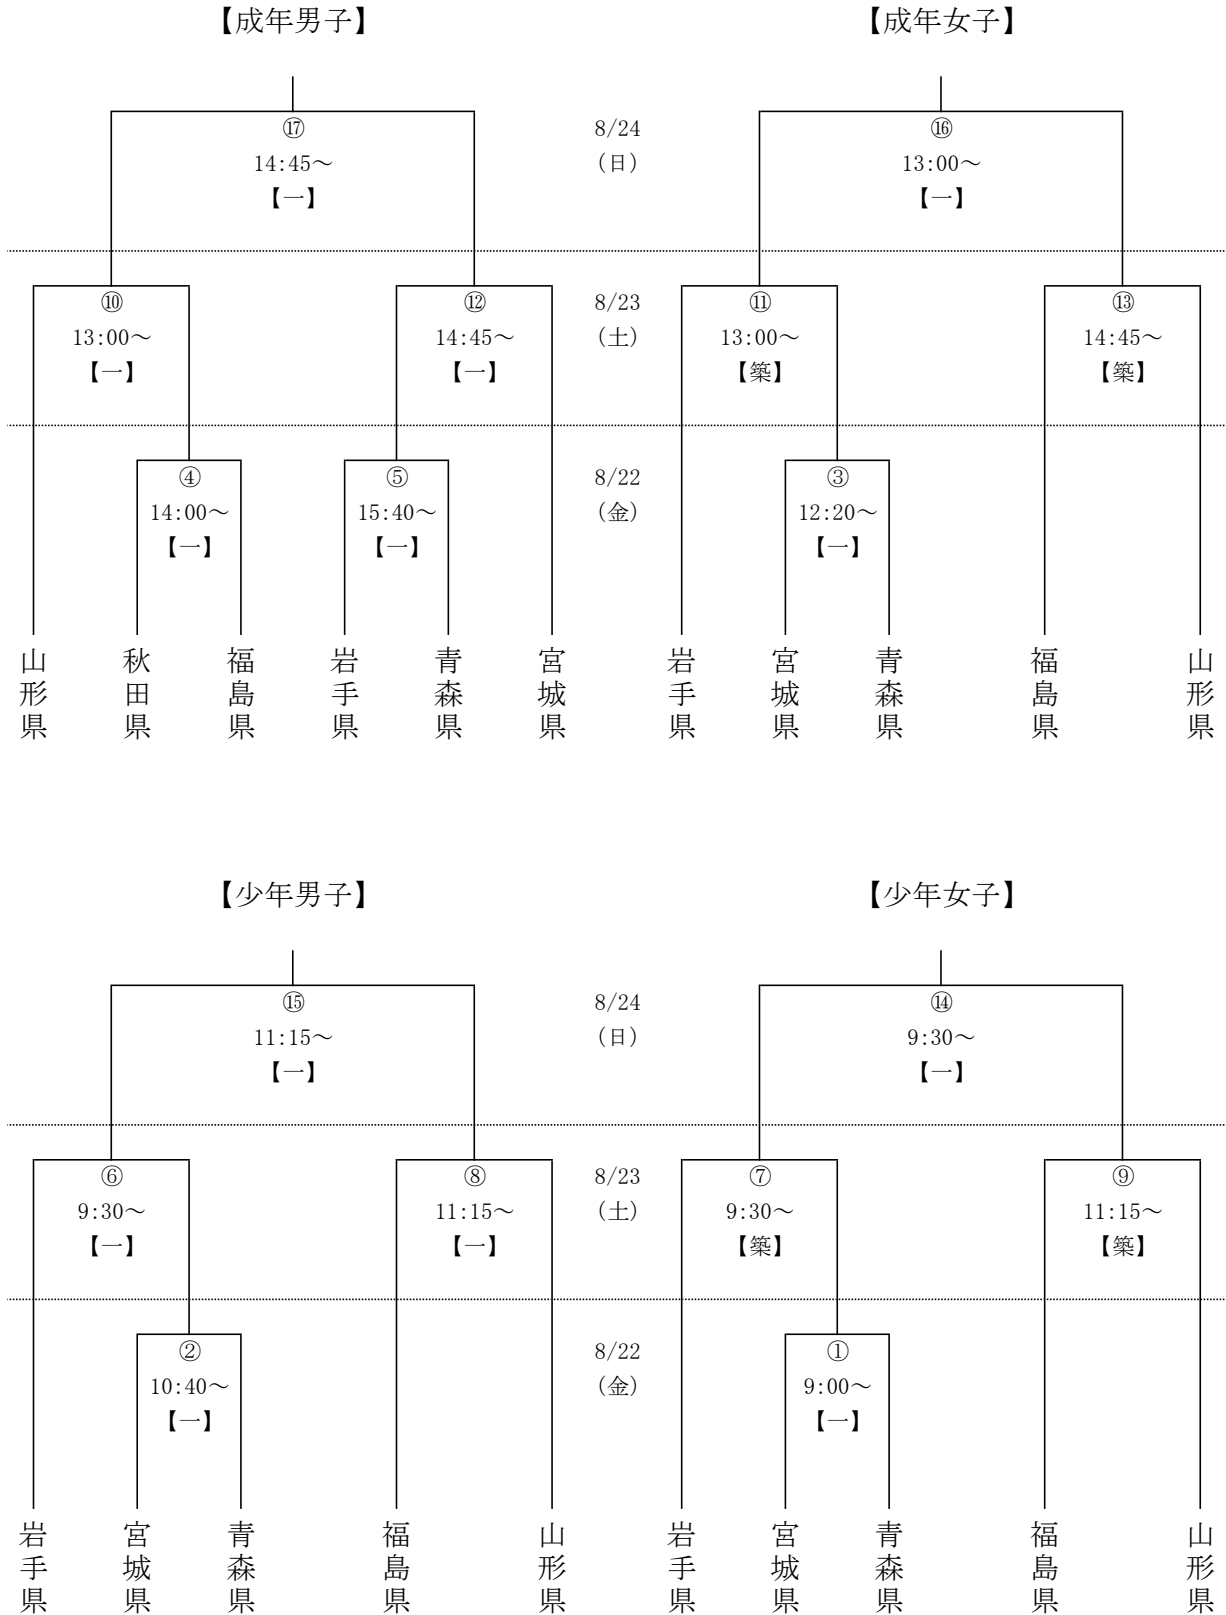 【成年男子】
【成年女子】
⑰
14:45～
【一】
8/24
（日）
⑯
13:00～
【一】
⑩
13:00～
【一】
⑫
14:45～
【一】
8/23
（土）
⑪
13:00～
【築】
⑬
14:45～
【築】
④
14:00～
【一】
⑤
15:40～
【一】
8/22
（金）
③
12:20～
【一】
山形県
秋田県
福島県
岩手県
青森県
宮城県
岩手県
宮城県
青森県
福島県
山形県
【少年男子】
【少年女子】
⑮
11:15～
【一】
8/24
（日）
⑭
9:30～
【一】
⑥
9:30～
【一】
⑧
11:15～
【一】
8/23
（土）
⑦
9:30～
【築】
⑨
11:15～
【築】
②
10:40～
【一】
8/22
（金）
①
9:00～
【一】
岩手県
宮城県
青森県
福島県
山形県
岩手県
宮城県
青森県
福島県
山形県